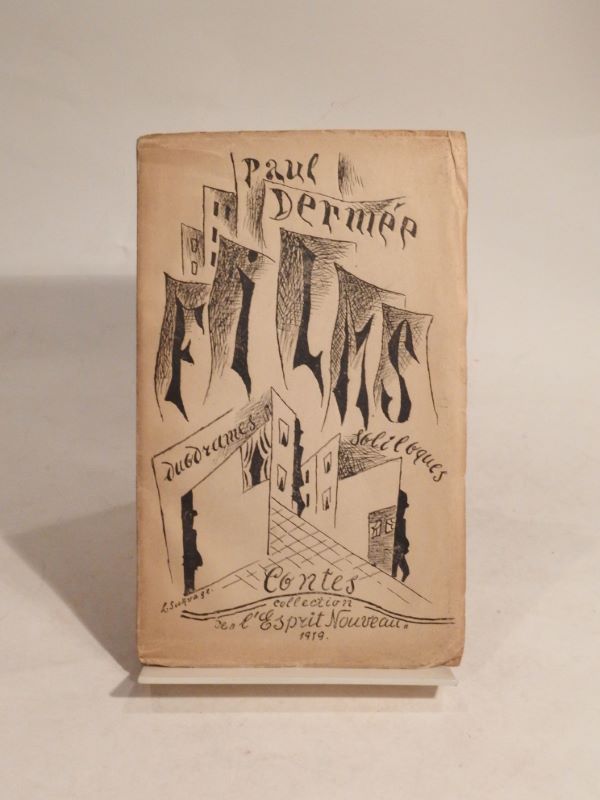 Paul
Dermée
FiLMS
duodrames
soliloques
Contes
L. Survage.
collection
de "l'Esprit Nouveau"
1919.